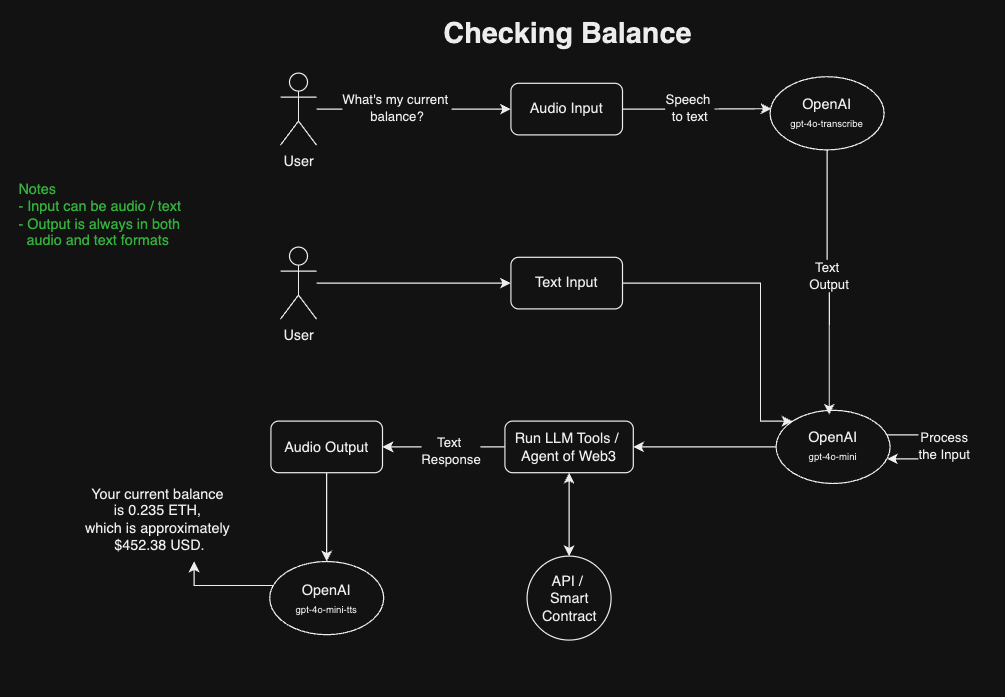 Checking Balance
What's my current
balance?
Audio Input
Speech
to text
OpenAI
gpt-4o-transcribe
User
Notes
- Input can be audio / text
- Output is always in both
audio and text formats
Text Input
Text
Output
User
Audio Output
Text
Response
Run LLM Tools /
Agent of Web3
OpenAI
gpt-4o-mini
Process
the Input
Your current balance
is 0.235 ETH,
which is approximately
$452.38 USD.
OpenAI
gpt-4o-mini-tts
API /
Smart
Contract